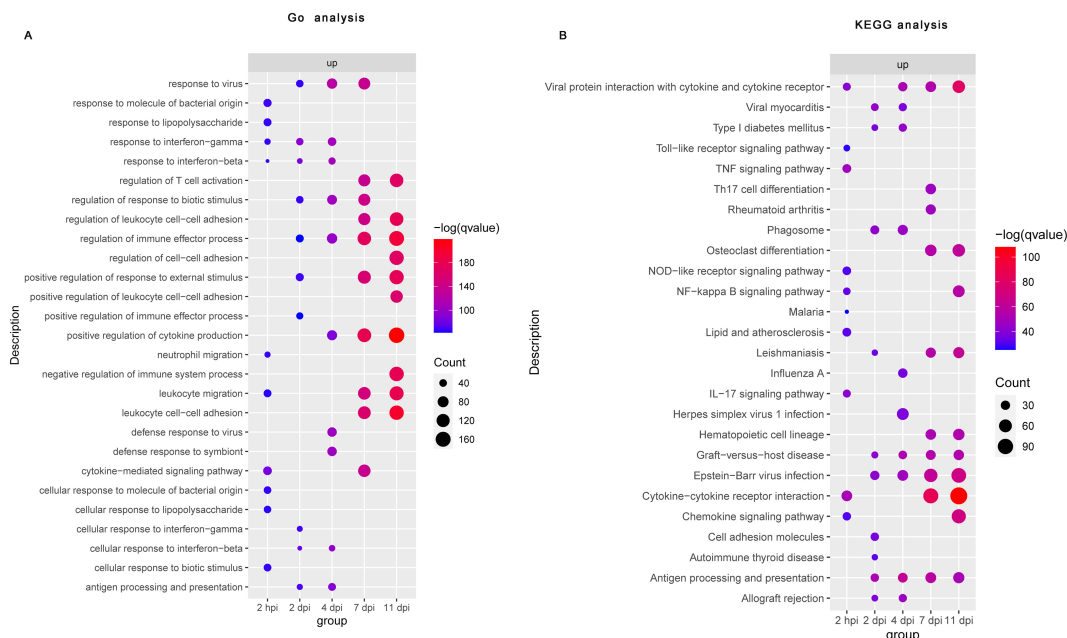 Go analysis
A
up
response to virus
response to molecule of bacterial origin
response to lipopolysaccharide
response to interferon−gamma
response to interferon−beta
regulation of T cell activation
regulation of response to biotic stimulus
regulation of leukocyte cell−cell adhesion
regulation of immune effector process
regulation of cell−cell adhesion
positive regulation of response to external stimulus
positive regulation of leukocyte cell−cell adhesion
positive regulation of immune effector process
positive regulation of cytokine production
neutrophil migration
negative regulation of immune system process
leukocyte migration
leukocyte cell−cell adhesion
defense response to virus
defense response to symbiont
cytokine−mediated signaling pathway
cellular response to molecule of bacterial origin
cellular response to lipopolysaccharide
cellular response to interferon−gamma
cellular response to interferon−beta
cellular response to biotic stimulus
antigen processing and presentation
Description
2 hpi 2 dpi 4 dpi 7 dpi 11 dpi
group
−log(qvalue)
180
140
100
Count
40
80
120
160
KEGG analysis
B
up
Viral protein interaction with cytokine and cytokine receptor
Viral myocarditis
Type I diabetes mellitus
Toll−like receptor signaling pathway
TNF signaling pathway
Th17 cell differentiation
Rheumatoid arthritis
Phagosome
Osteoclast differentiation
NOD−like receptor signaling pathway
NF−kappa B signaling pathway
Malaria
Lipid and atherosclerosis
Leishmaniasis
Influenza A
IL−17 signaling pathway
Herpes simplex virus 1 infection
Hematopoietic cell lineage
Graft−versus−host disease
Epstein−Barr virus infection
Cytokine−cytokine receptor interaction
Chemokine signaling pathway
Cell adhesion molecules
Autoimmune thyroid disease
Antigen processing and presentation
Allograft rejection
Description
2 hpi 2 dpi 4 dpi 7 dpi 11 dpi
group
−log(qvalue)
100
80
60
40
Count
30
60
90